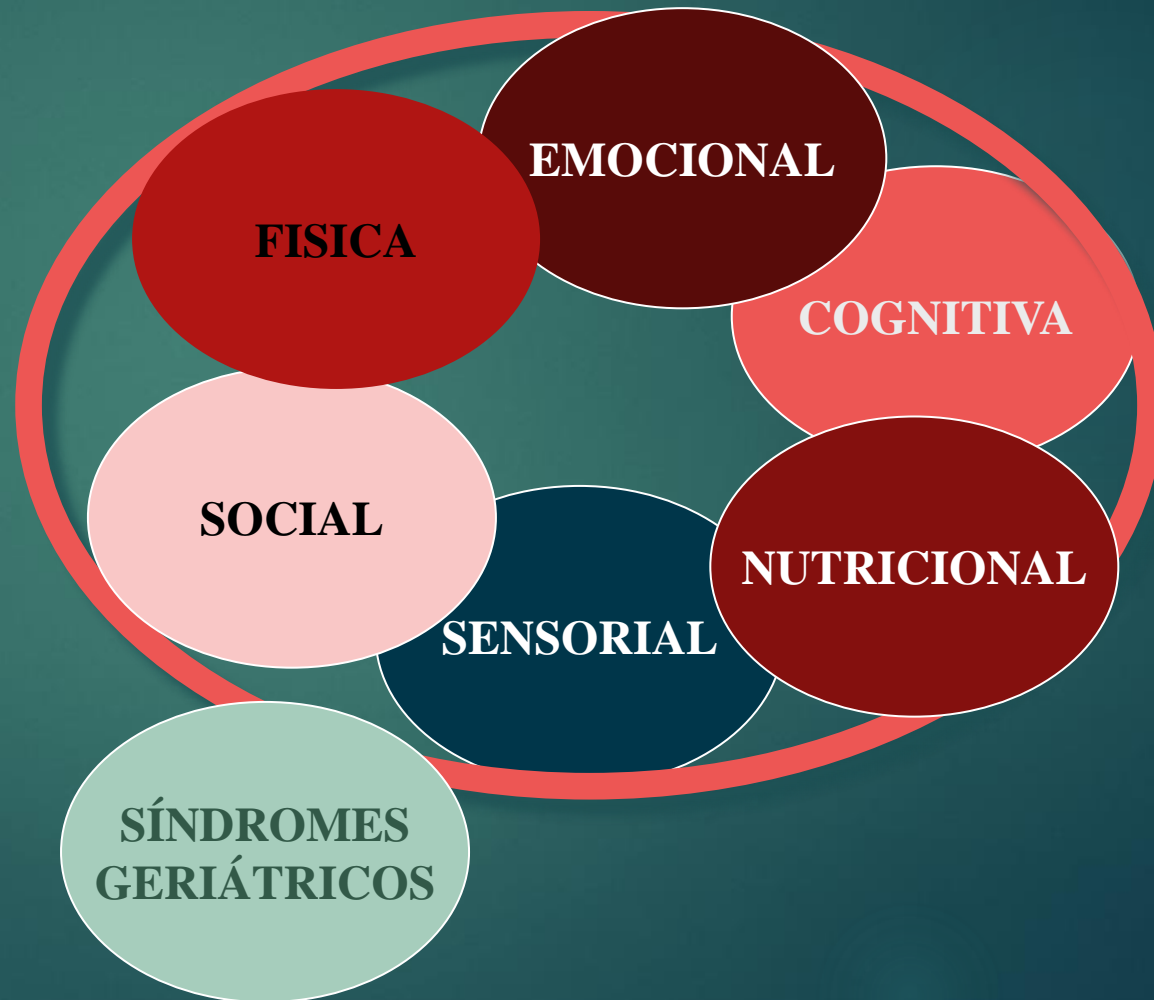 EMOCIONAL
FISICA
COGNITIVA
SOCIAL
NUTRICIONAL
SENSORIAL
SÍNDROMES
GERIÁTRICOS